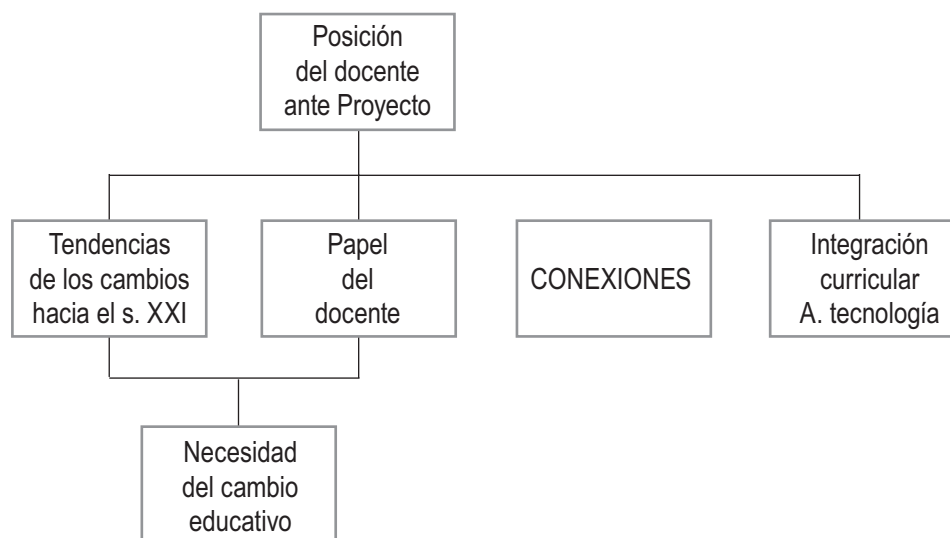 Posición
del docente
ante Proyecto
Tendencias
de los cambios
hacia el s. XXI
Papel
del
docente
CONEXIONES
Integración
curricular
A. tecnología
Necesidad
del cambio
educativo